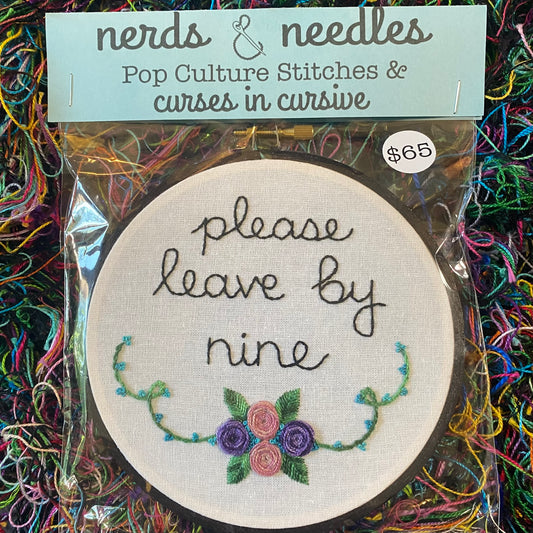 nerds & needles
Pop Culture Stitches &
curses in cursive
$65
please
leave by
nine